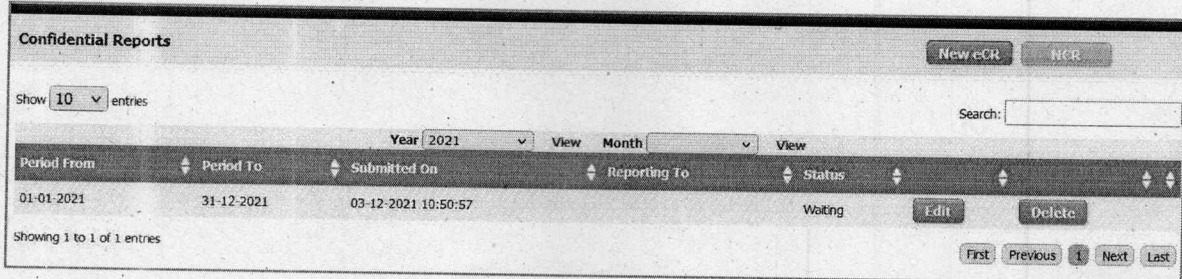 Confidential Reports
New eCR NCR
Show 10 entries
Search:
Year 2021 View Month View
Period From Period To Submitted On Reporting To Status
01-01-2021 31-12-2021 03-12-2021 10:50:57 Waiting Edit Delete
Showing 1 to 1 of 1 entries
First Previous 1 Next Last